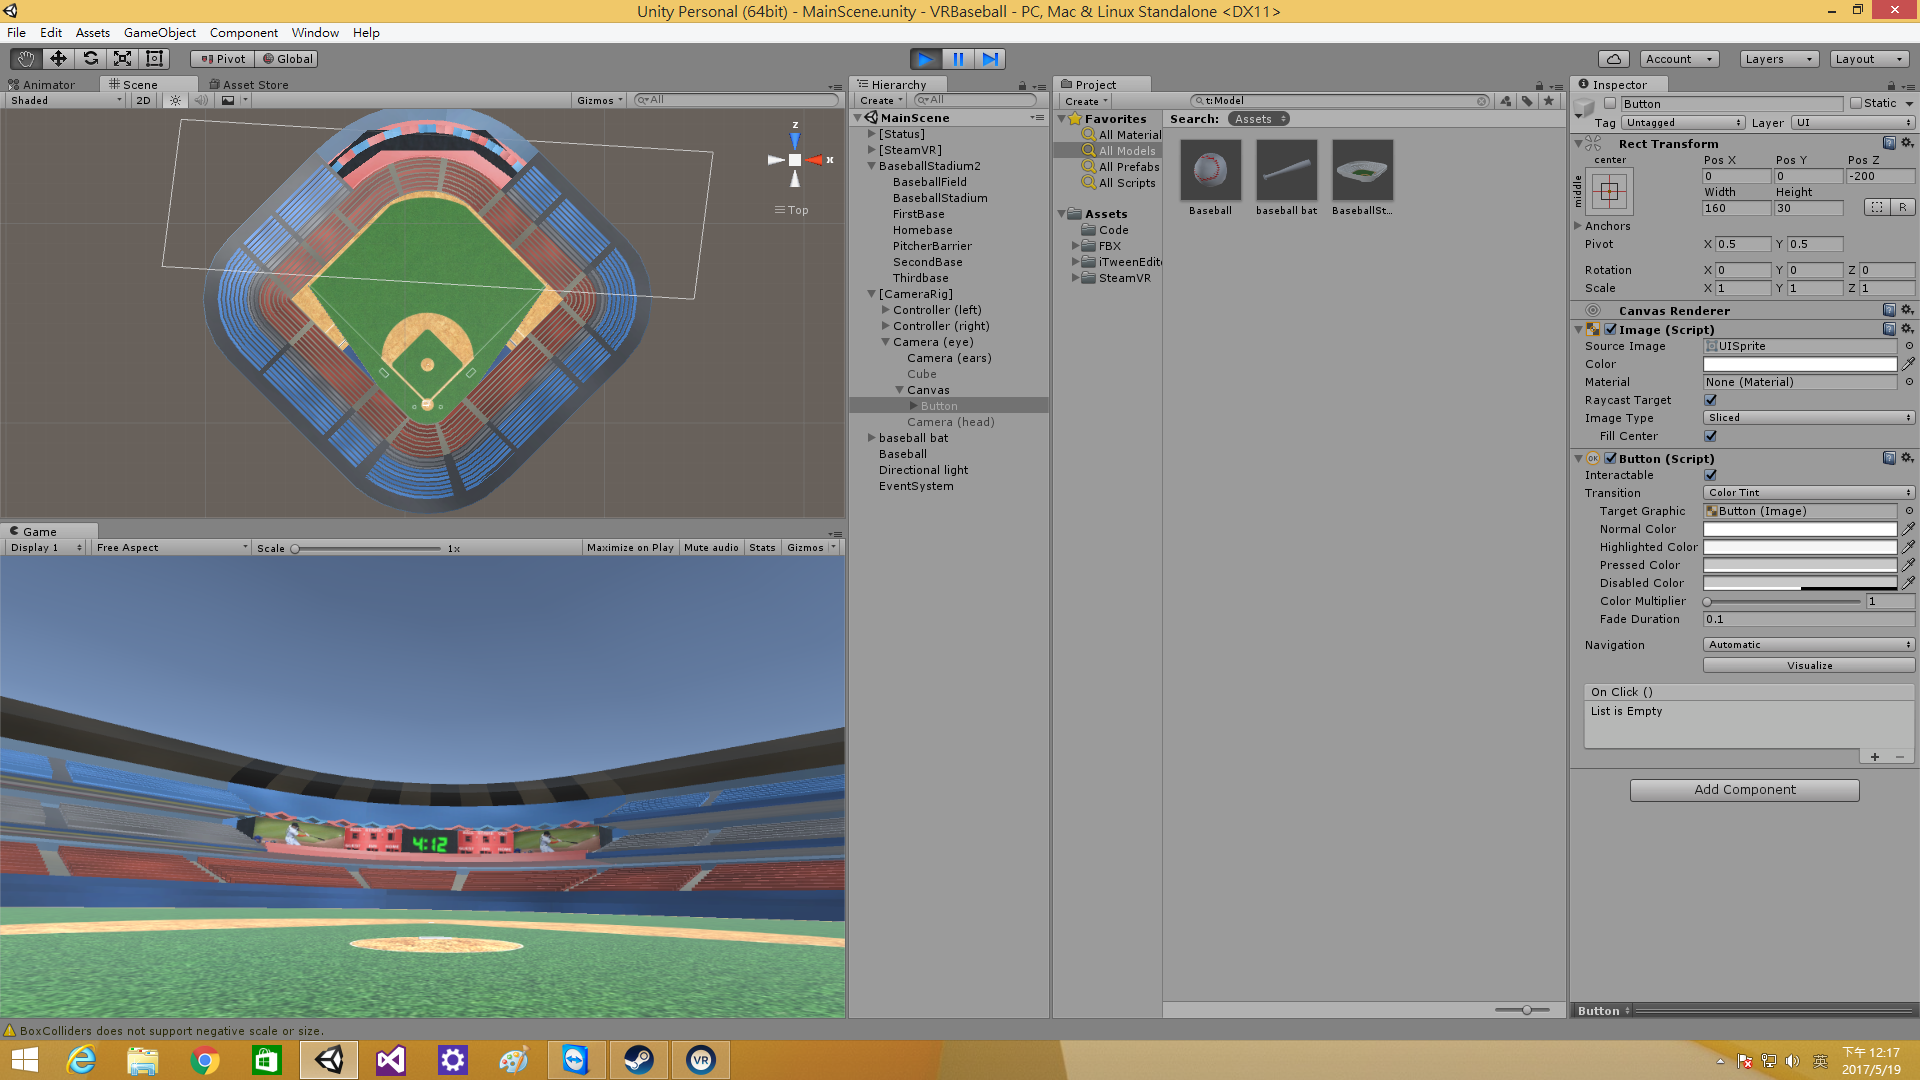 Unity Personal (64bit) - MainScene.unity - VRBaseball - PC, Mac & Linux Standalone <DX11>
File Edit Assets GameObject Component Window Help
Pivot Global Account Layers Layout
Animator Scene Asset Store
Shaded 2D Gizmos All
z
x
Top
Game
Display 1 Free Aspect Scale 1x Maximize on Play Mute audio Stats Gizmos
4:12
BoxColliders does not support negative scale or size.
Hierarchy
Create All
MainScene
[Status]
[SteamVR]
BaseballStadium2
BaseballField
BaseballStadium
FirstBase
Homebase
PitcherBarrier
SecondBase
Thirdbase
[CameraRig]
Controller (left)
Controller (right)
Camera (eye)
Camera (ears)
Cube
Canvas
Button
Camera (head)
baseball bat
Baseball
Directional light
EventSystem
Project
Create t:Model
Favorites
All Material
All Models
All Prefabs
All Scripts
Assets
Code
FBX
iTweenEdit
SteamVR
Search: Assets
Baseball baseball bat BaseballSt...
Inspector
Button Static
Tag Untagged Layer UI
Rect Transform
center Pos X Pos Y Pos Z
middle 0 0 -200
Width Height
160 30 R
Anchors
Pivot X 0.5 Y 0.5
Rotation X 0 Y 0 Z 0
Scale X 1 Y 1 Z 1
Canvas Renderer
Image (Script)
Source Image UISprite
Color
Material None (Material)
Raycast Target
Image Type Sliced
Fill Center
OK Button (Script)
Interactable
Transition Color Tint
Target Graphic Button (Image)
Normal Color
Highlighted Color
Pressed Color
Disabled Color
Color Multiplier 1
Fade Duration 0.1
Navigation Automatic
Visualize
On Click ()
List is Empty
+ −
Add Component
Button
VR
英
下午 12:17
2017/5/19